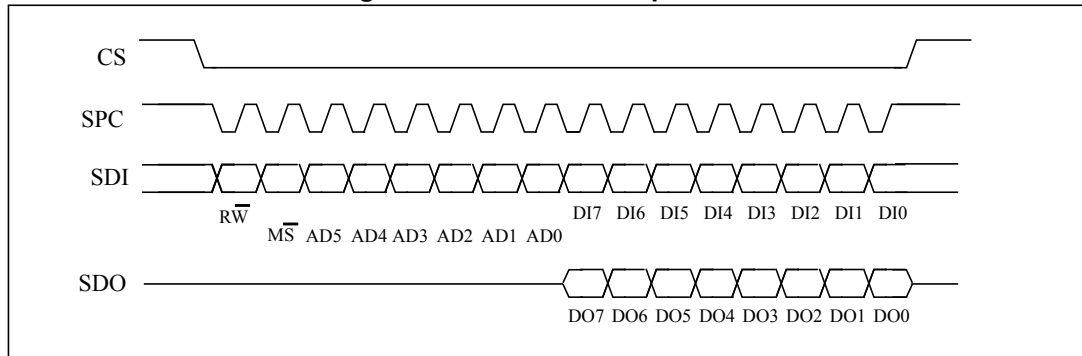 CS
SPC
SDI
RW̅
DI7 DI6 DI5 DI4 DI3 DI2 DI1 DI0
MS̅ AD5 AD4 AD3 AD2 AD1 AD0
SDO
DO7 DO6 DO5 DO4 DO3 DO2 DO1 DO0